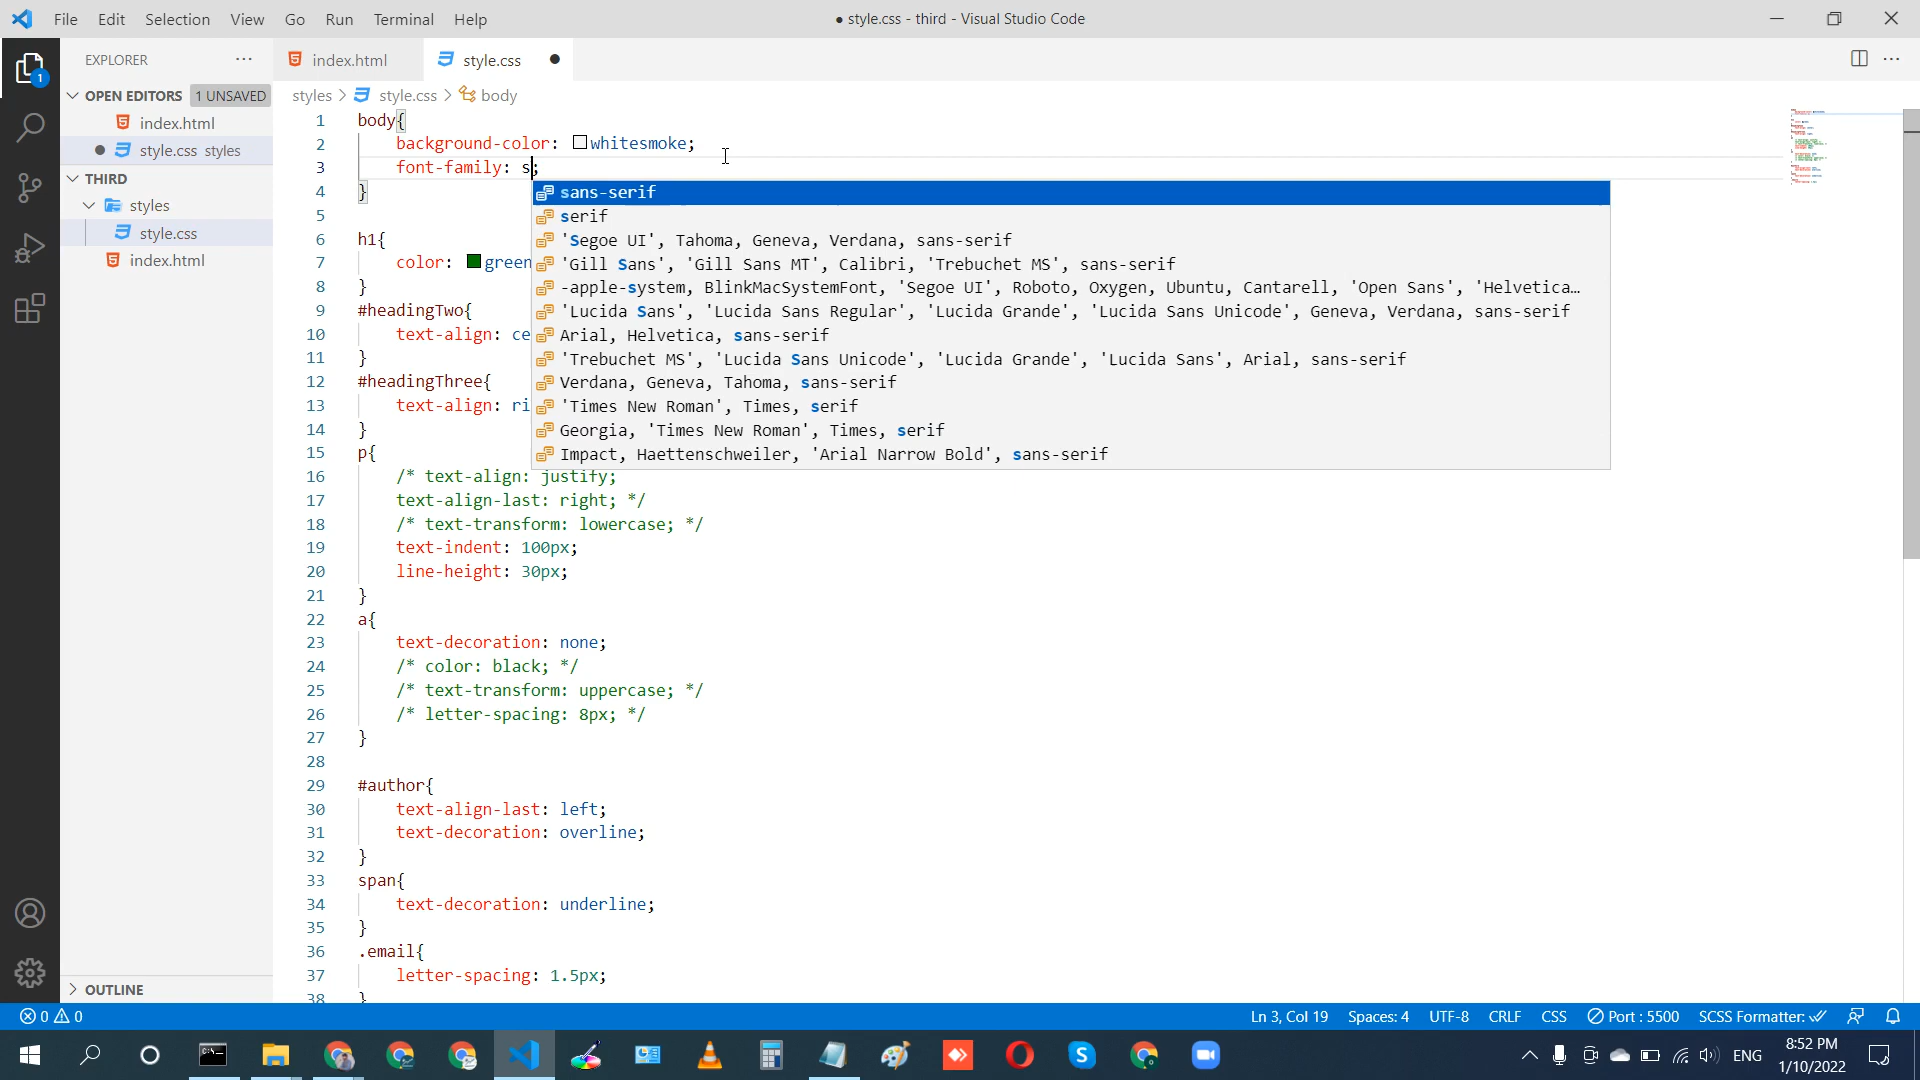 File Edit Selection View Go Run Terminal Help
● style.css - third - Visual Studio Code
EXPLORER
index.html
style.css
OPEN EDITORS 1 UNSAVED
styles > style.css > body
index.html
style.css styles
THIRD
styles
style.css
index.html
OUTLINE
1 body{
2 background-color: whitesmoke;
3 font-family: s;
4 }
5
6 h1{
7 color: green
8 }
9 #headingTwo{
10 text-align: ce
11 }
12 #headingThree{
13 text-align: ri
14 }
15 p{
16 /* text-align: justify;
17 text-align-last: right; */
18 /* text-transform: lowercase; */
19 text-indent: 100px;
20 line-height: 30px;
21 }
22 a{
23 text-decoration: none;
24 /* color: black; */
25 /* text-transform: uppercase; */
26 /* letter-spacing: 8px; */
27 }
28
29 #author{
30 text-align-last: left;
31 text-decoration: overline;
32 }
33 span{
34 text-decoration: underline;
35 }
36 .email{
37 letter-spacing: 1.5px;
38 }
sans-serif
serif
'Segoe UI', Tahoma, Geneva, Verdana, sans-serif
'Gill Sans', 'Gill Sans MT', Calibri, 'Trebuchet MS', sans-serif
-apple-system, BlinkMacSystemFont, 'Segoe UI', Roboto, Oxygen, Ubuntu, Cantarell, 'Open Sans', 'Helvetica…
'Lucida Sans', 'Lucida Sans Regular', 'Lucida Grande', 'Lucida Sans Unicode', Geneva, Verdana, sans-serif
Arial, Helvetica, sans-serif
'Trebuchet MS', 'Lucida Sans Unicode', 'Lucida Grande', 'Lucida Sans', Arial, sans-serif
Verdana, Geneva, Tahoma, sans-serif
'Times New Roman', Times, serif
Georgia, 'Times New Roman', Times, serif
Impact, Haettenschweiler, 'Arial Narrow Bold', sans-serif
0 0 Ln 3, Col 19 Spaces: 4 UTF-8 CRLF CSS Port : 5500 SCSS Formatter:
ENG
8:52 PM
1/10/2022